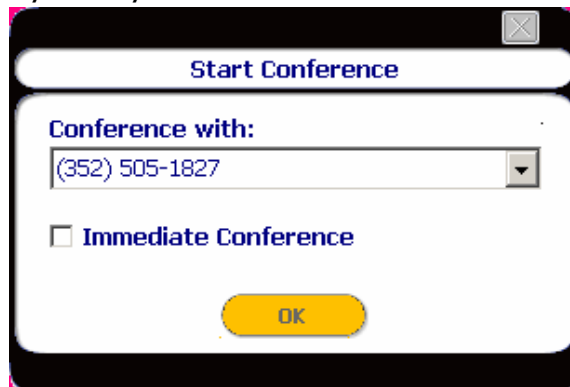 Start Conference
Conference with:
(352) 505-1827
Immediate Conference
OK